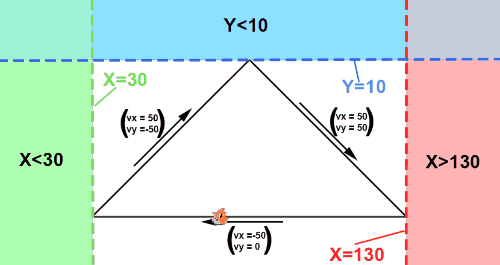 Y<10
X=30
Y=10
(vx = 50
vy =-50)
(vx = 50
vy = 50)
X<30
X>130
(vx =-50
vy = 0)
X=130